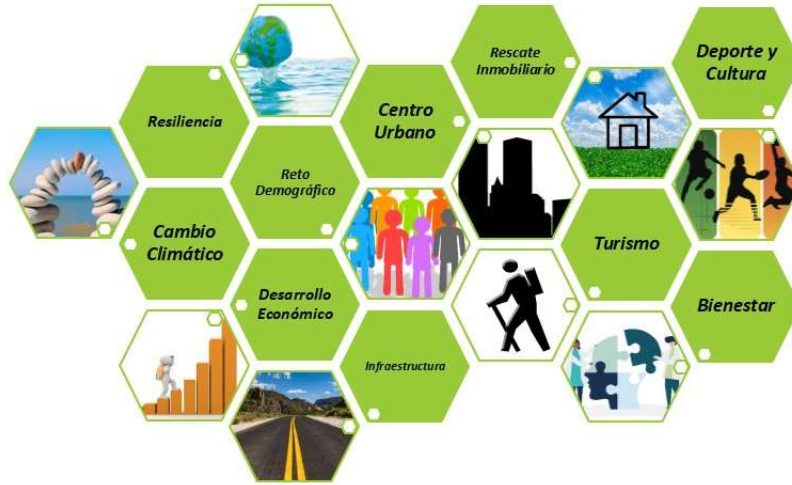 Rescate
Inmobiliario
Deporte y
Cultura
Resiliencia
Centro
Urbano
Reto
Demográfico
Cambio
Climático
Turismo
Desarrollo
Económico
Bienestar
Infraestructura